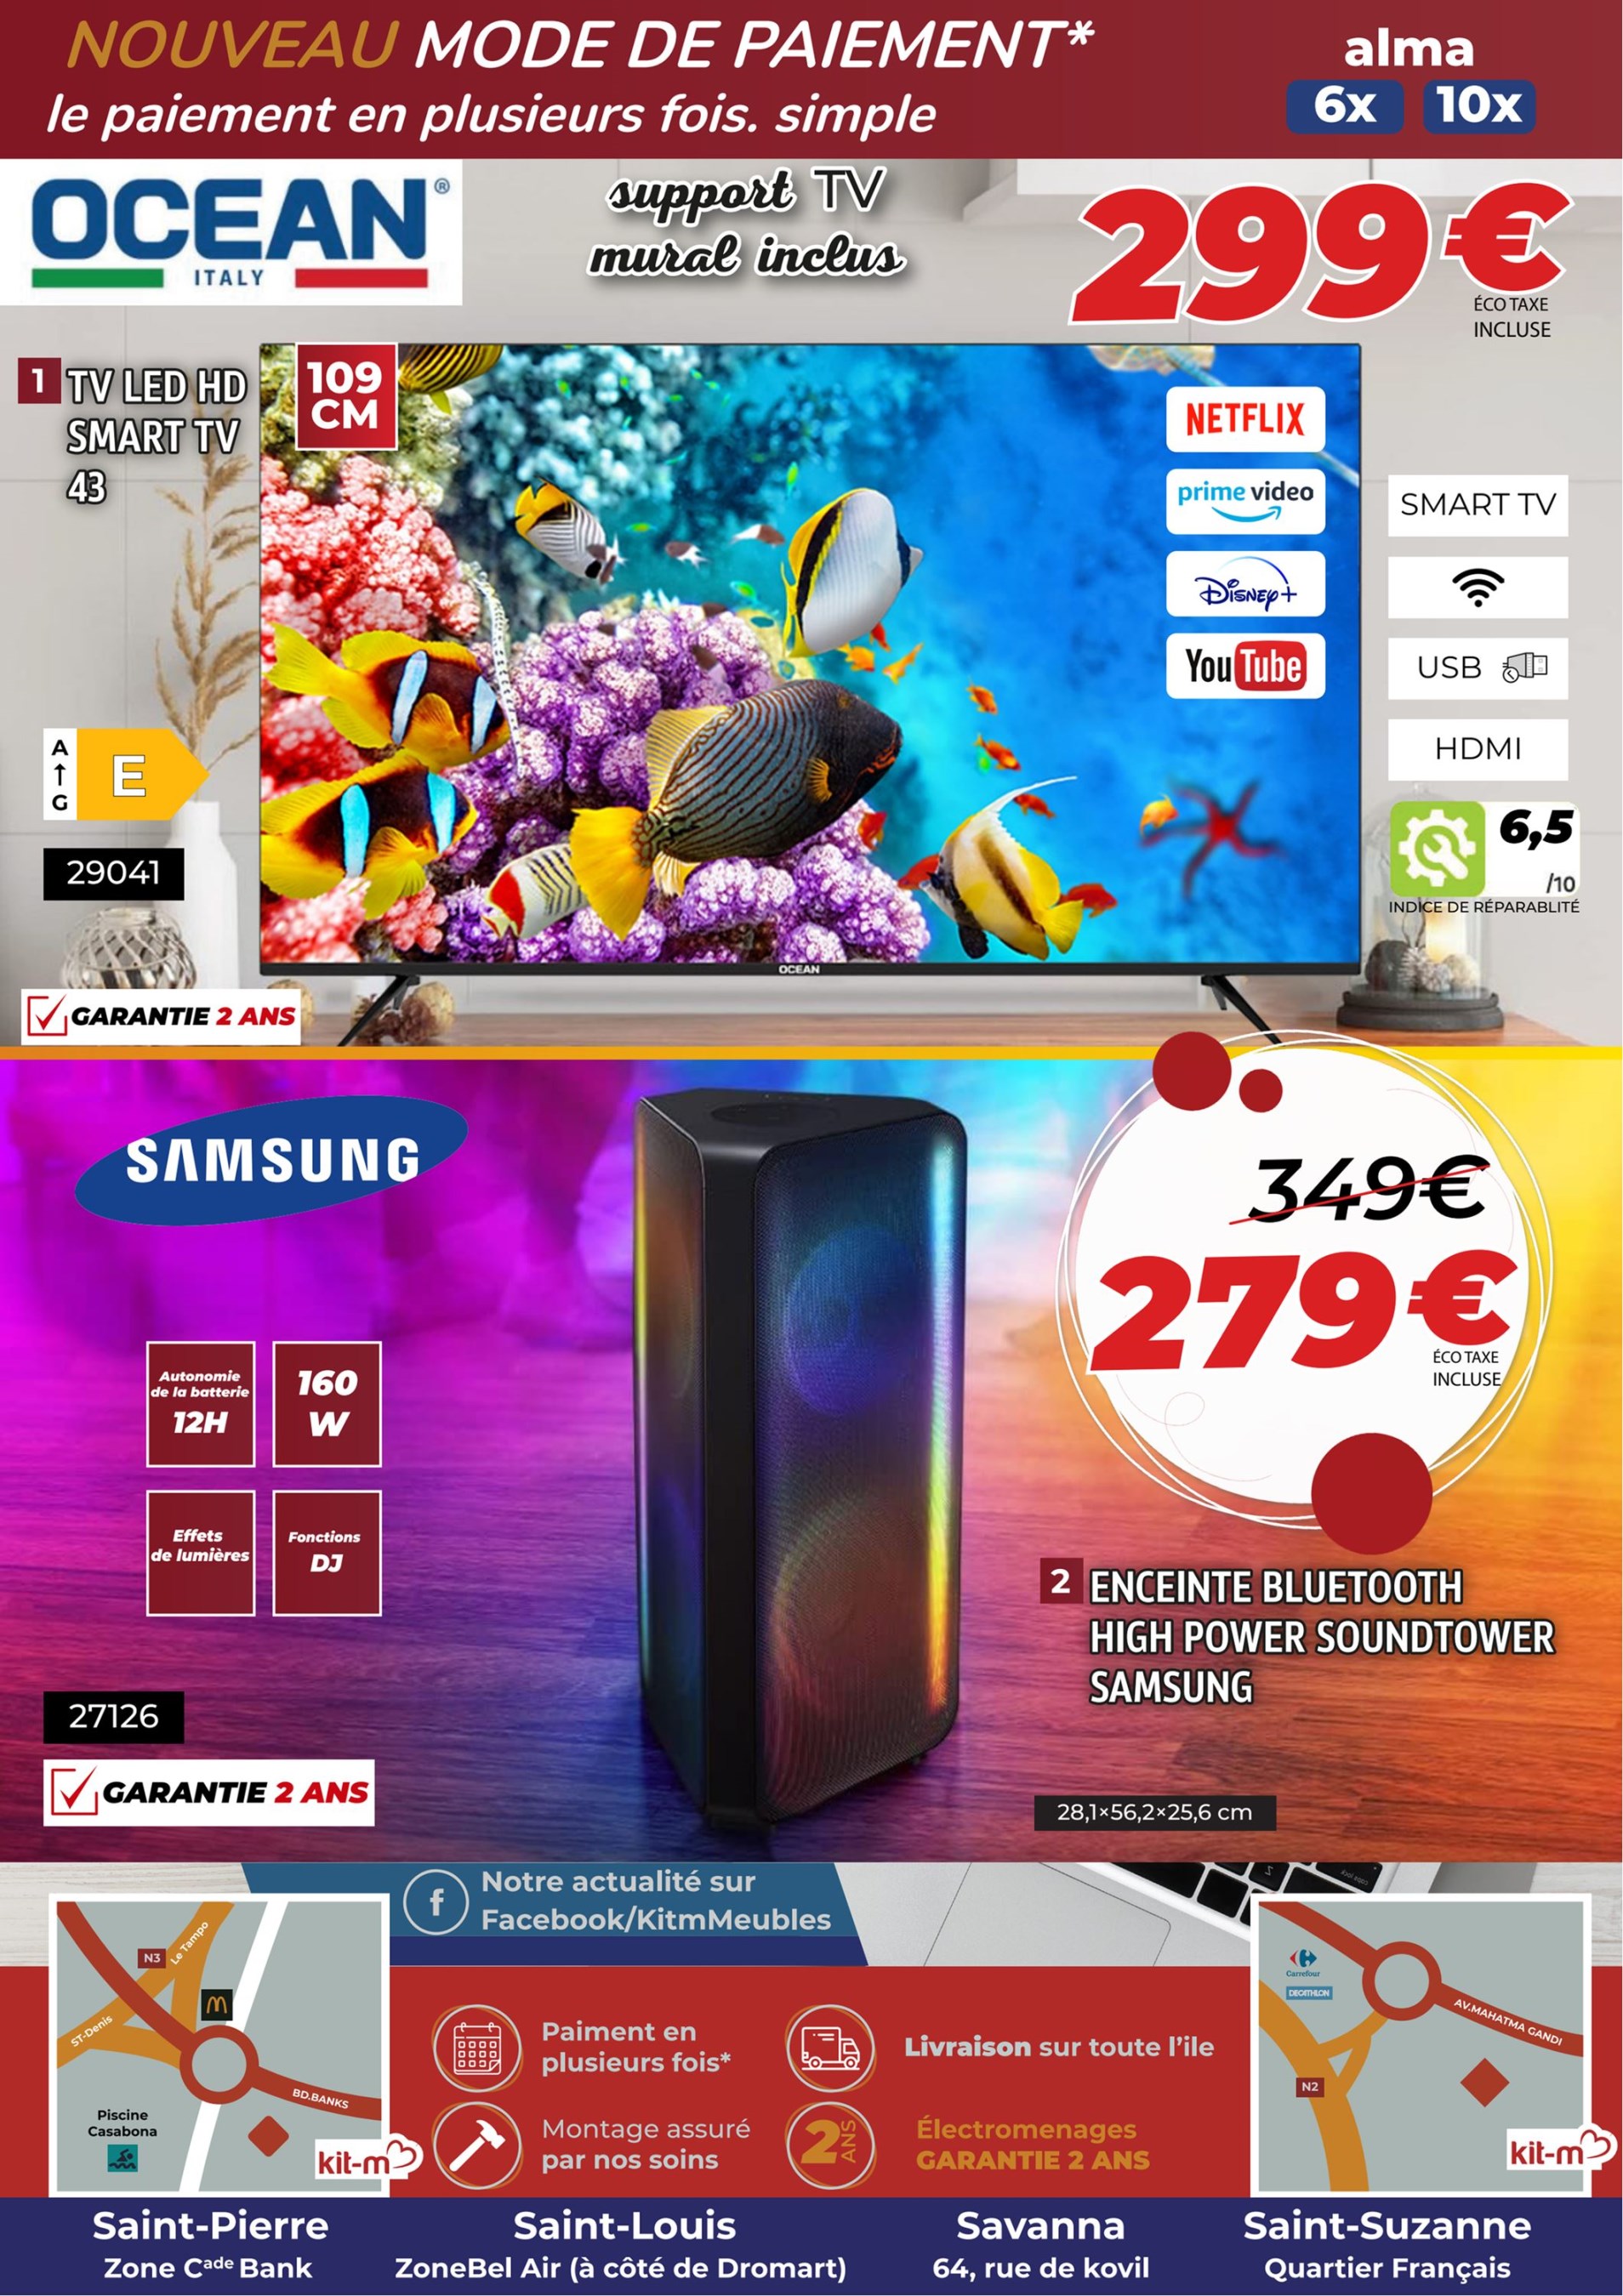 NOUVEAU MODE DE PAIEMENT*
le paiement en plusieurs fois. simple
alma
6x 10x
OCEAN®
ITALY
support TV
mural inclus
299€
ÉCO TAXE
INCLUSE
1 TV LED HD
SMART TV
43
109
CM
NETFLIX
prime video
Disney+
YouTube
SMART TV
USB
HDMI
6,5
/10
INDICE DE RÉPARABLITÉ
A
G
E
29041
OCEAN
GARANTIE 2 ANS
SAMSUNG
349€
279€
ÉCO TAXE
INCLUSE
Autonomie
de la batterie
12H
160
W
Effets
de lumières
Fonctions
DJ
2 ENCEINTE BLUETOOTH
HIGH POWER SOUNDTOWER
SAMSUNG
27126
GARANTIE 2 ANS
28,1×56,2×25,6 cm
Notre actualité sur
Facebook/KitmMeubles
N3
Le Tampo
ST-Denis
BD.BANKS
Piscine
Casabona
kit-m
Paiment en
plusieurs fois*
Livraison sur toute l'ile
Montage assuré
par nos soins
2 ANS
Électromenages
GARANTIE 2 ANS
Carrefour
DECATHLON
AV.MAHATMA GANDI
N2
kit-m
Saint-Pierre
Zone Cade Bank
Saint-Louis
ZoneBel Air (à côté de Dromart)
Savanna
64, rue de kovil
Saint-Suzanne
Quartier Français